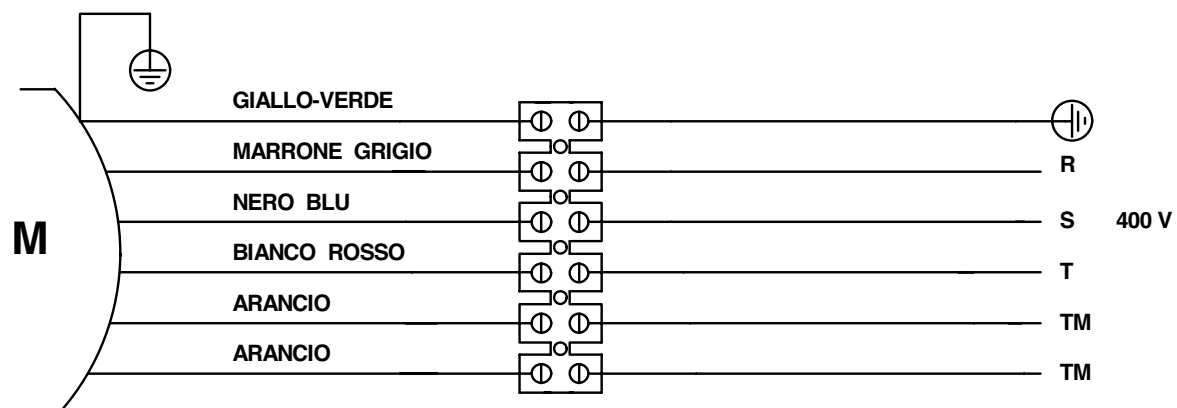 GIALLO-VERDE
MARRONE GRIGIO R
NERO BLU S 400 V
M
BIANCO ROSSO T
ARANCIO TM
ARANCIO TM